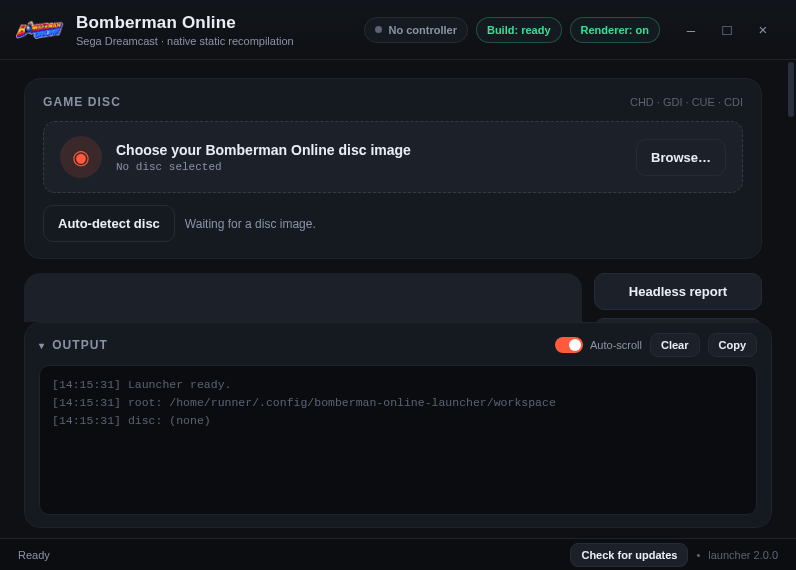 BOMBERMAN ONLINE
Bomberman Online
Sega Dreamcast · native static recompilation
No controller
Build: ready
Renderer: on
GAME DISC
CHD · GDI · CUE · CDI
Choose your Bomberman Online disc image
No disc selected
Browse…
Auto-detect disc
Waiting for a disc image.
Headless report
OUTPUT
Auto-scroll
Clear
Copy
[14:15:31] Launcher ready.
[14:15:31] root: /home/runner/.config/bomberman-online-launcher/workspace
[14:15:31] disc: (none)
Ready
Check for updates
• launcher 2.0.0